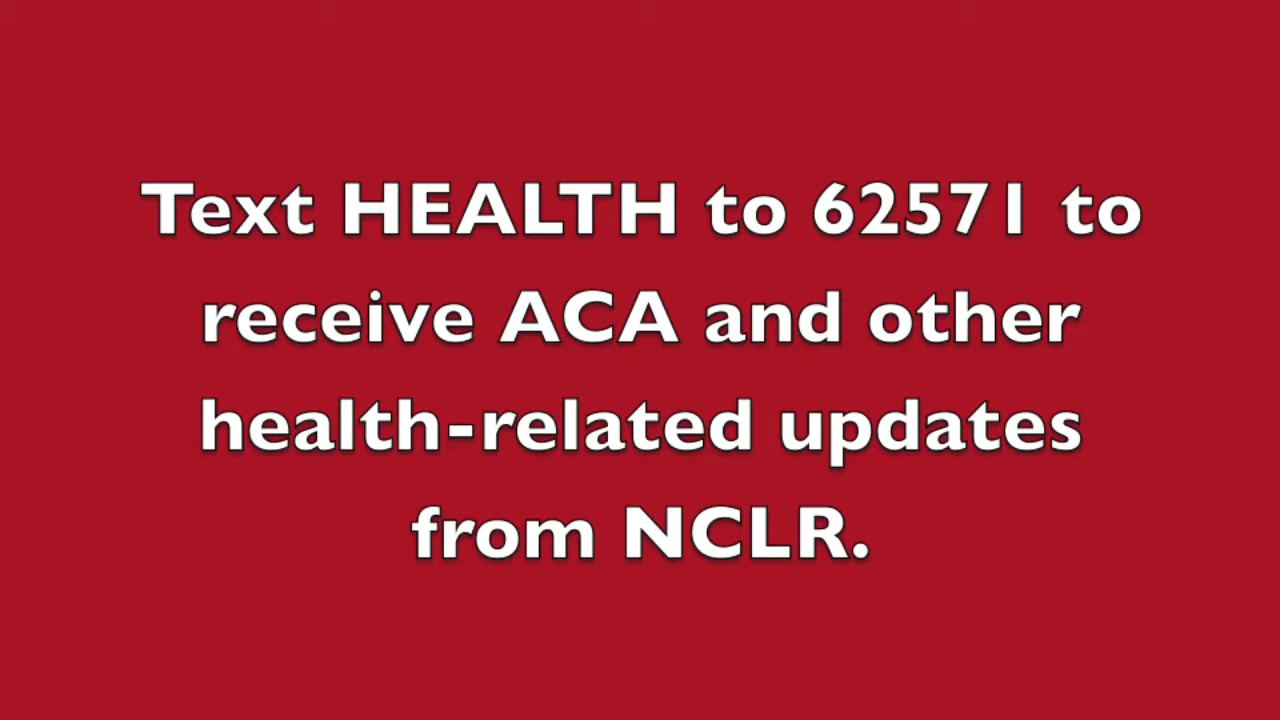 Text HEALTH to 62571 to
receive ACA and other
health-related updates
from NCLR.